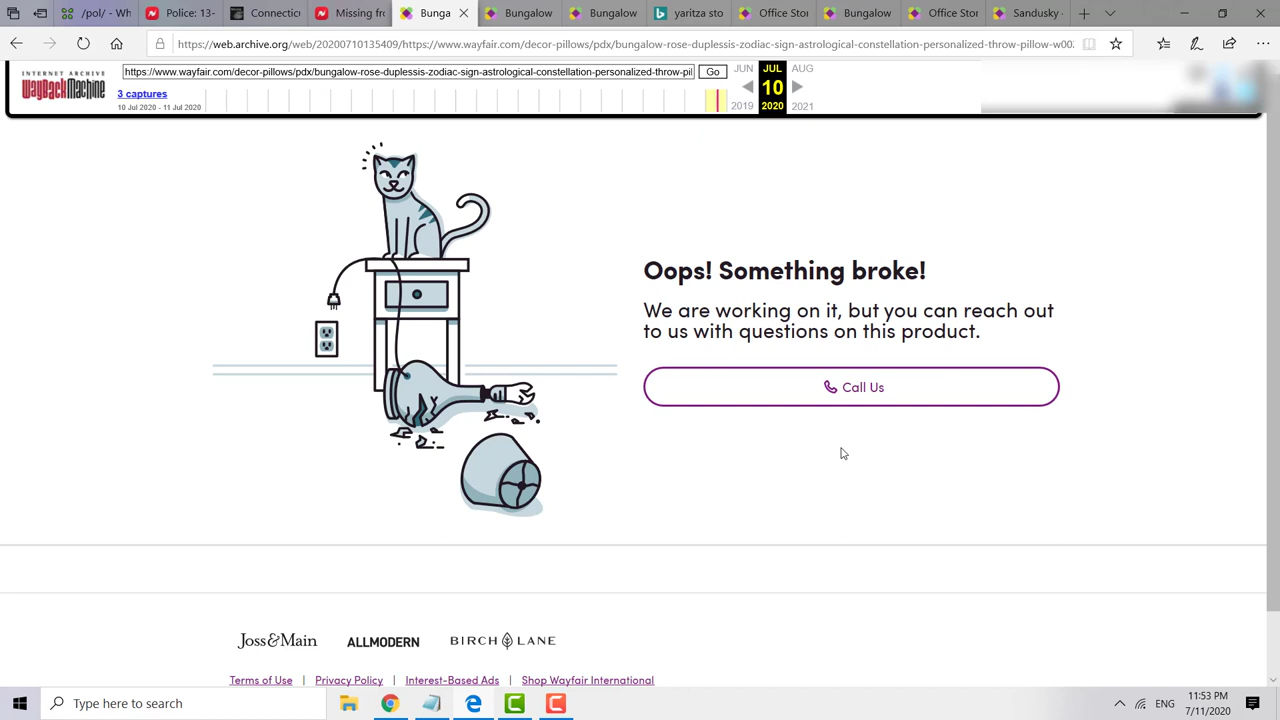 /pol/ - Wh
Police: 13-
Connectin
Missing fr
Bunga
Bungalow
Bungalow
yaritza sto
Office Sto
Bungalow
Office Sto
Sandusky
https://web.archive.org/web/20200710135409/https://www.wayfair.com/decor-pillows/pdx/bungalow-rose-duplessis-zodiac-sign-astrological-constellation-personalized-throw-pillow-w00
INTERNET ARCHIVE
WayBackMachine
https://www.wayfair.com/decor-pillows/pdx/bungalow-rose-duplessis-zodiac-sign-astrological-constellation-personalized-throw-pil
Go
JUN JUL AUG
3 captures
10
10 Jul 2020 - 11 Jul 2020
2019 2020 2021
Oops! Something broke!
We are working on it, but you can reach out
to us with questions on this product.
Call Us
Joss&Main ALLMODERN BIRCH LANE
Terms of Use | Privacy Policy | Interest-Based Ads | Shop Wayfair International
Type here to search
ENG
11:53 PM
7/11/2020